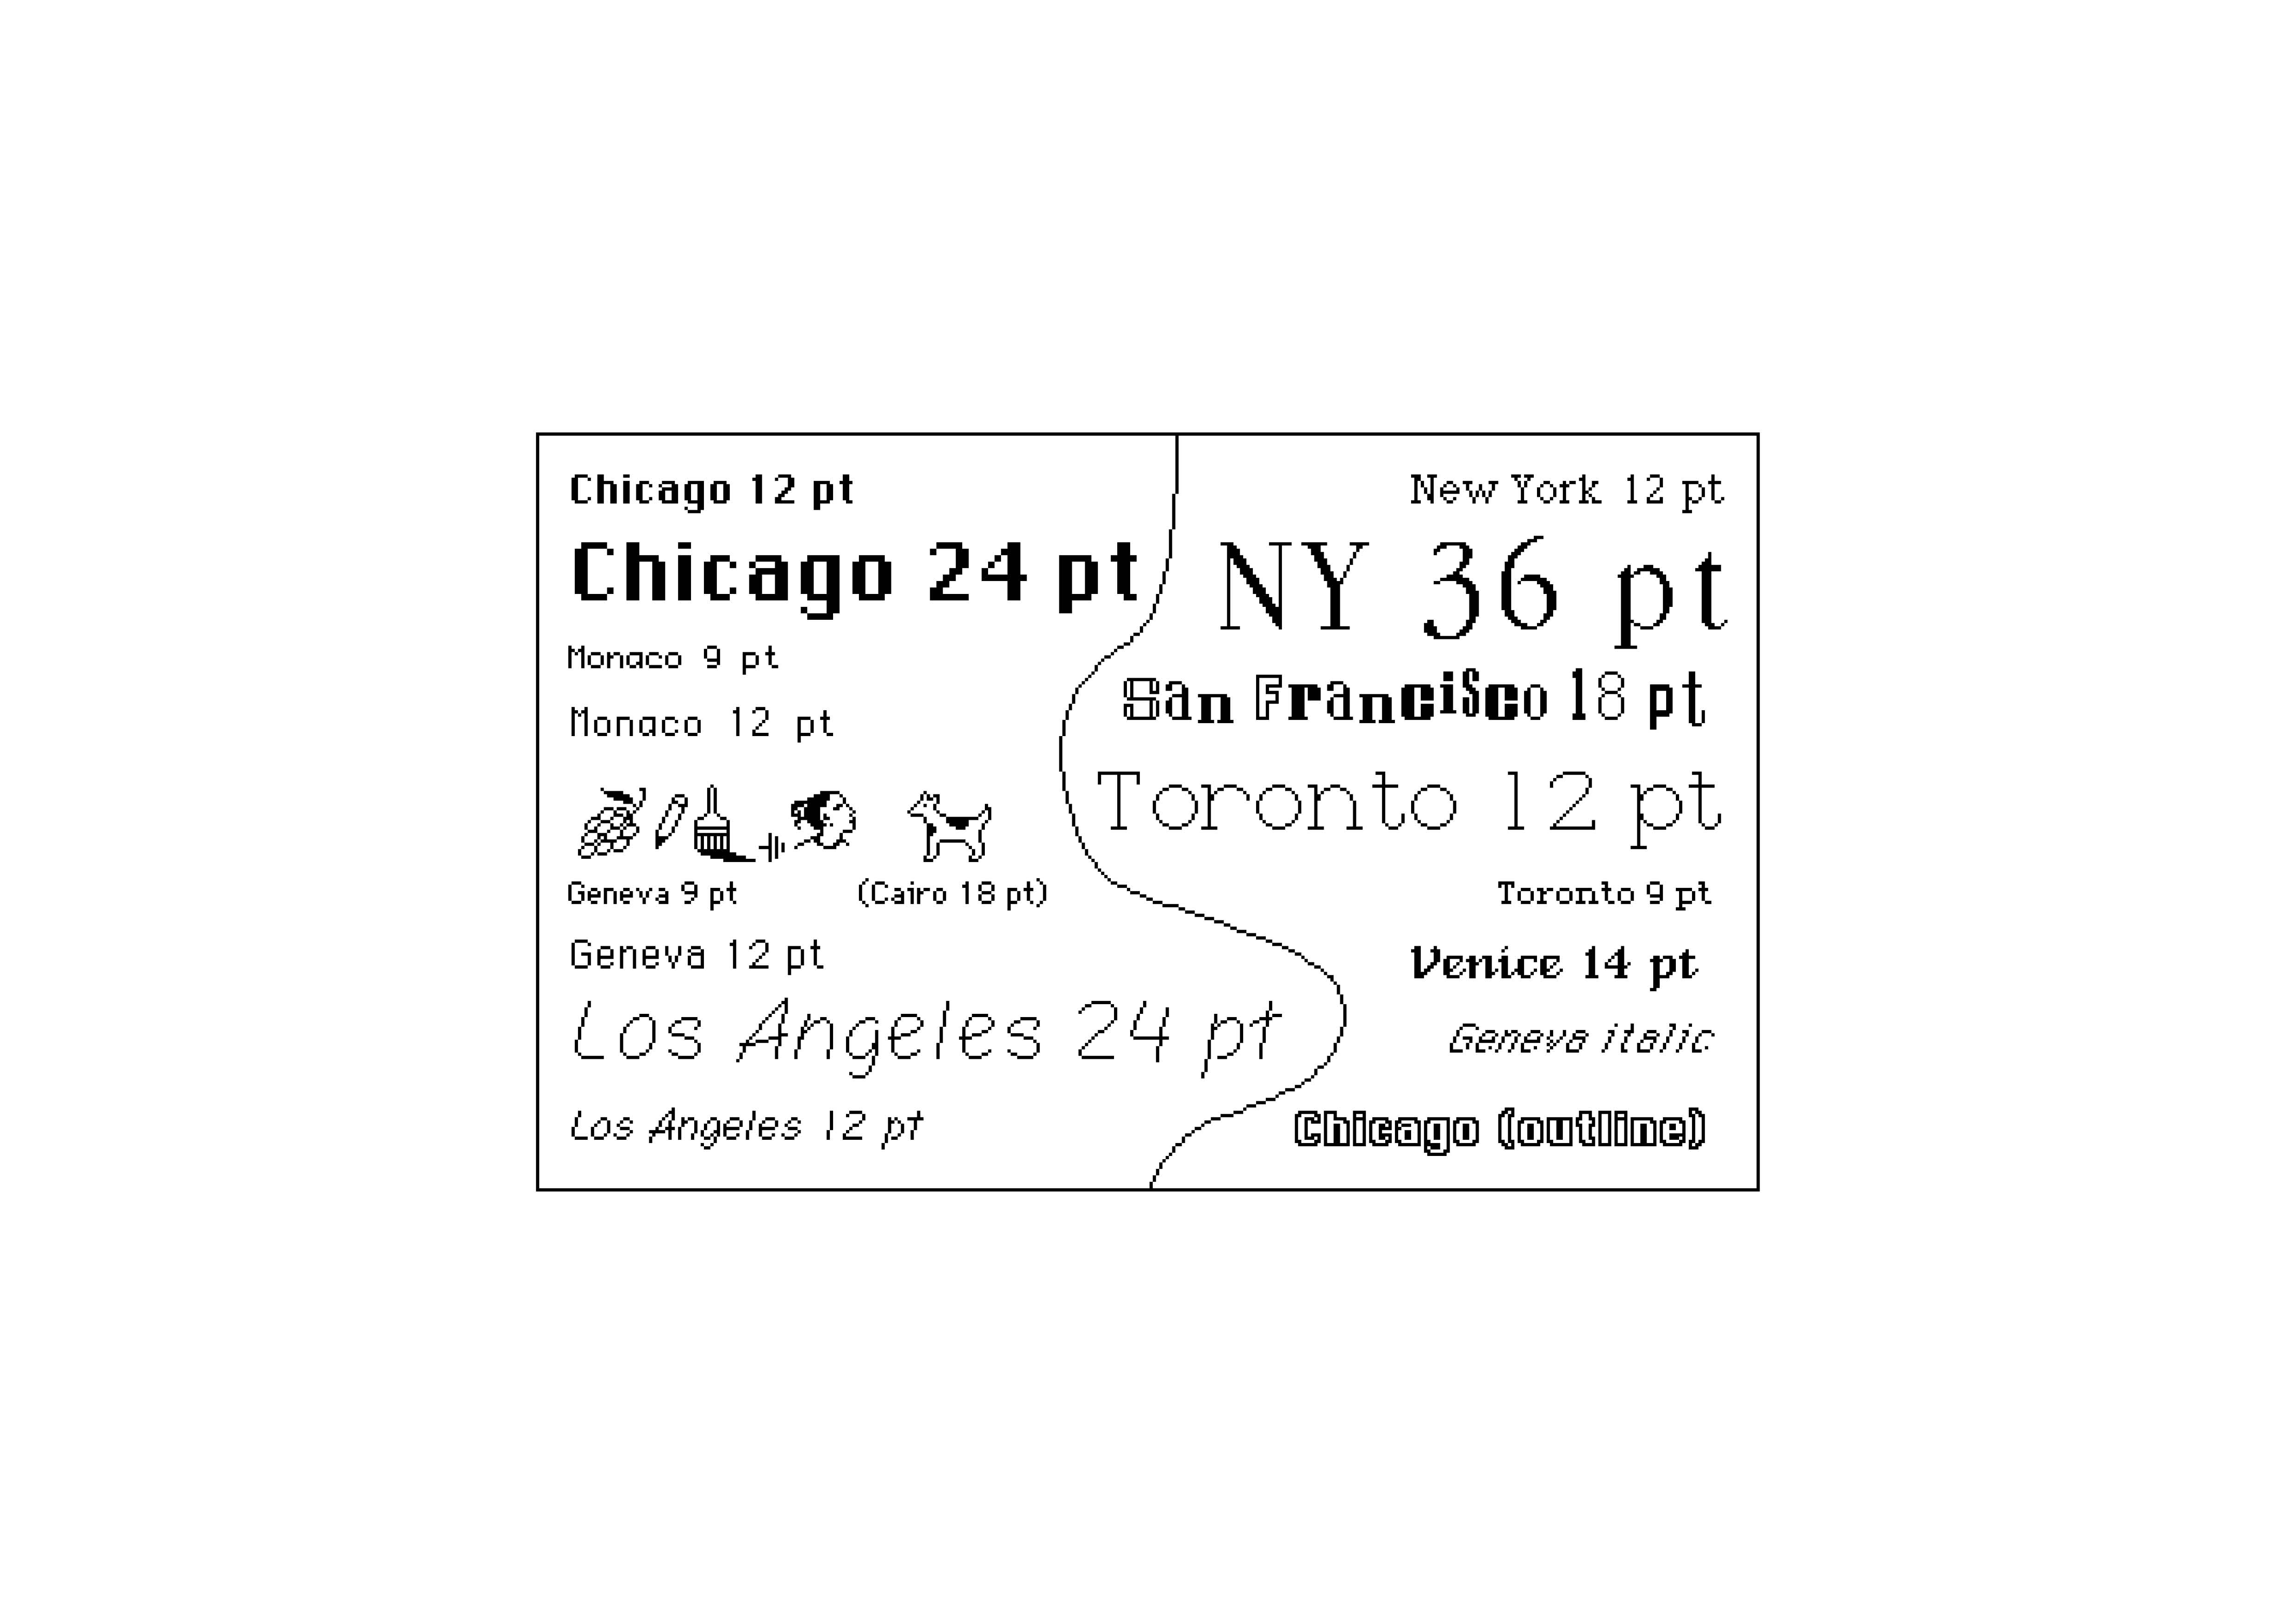 Chicago 12 pt
Chicago 24 pt
Monaco 9 pt
Monaco 12 pt
Geneva 9 pt
(Cairo 18 pt)
Geneva 12 pt
Los Angeles 24 pt
Los Angeles 12 pt
New York 12 pt
NY 36 pt
San Francisco 18 pt
Toronto 12 pt
Toronto 9 pt
Venice 14 pt
Geneva italic
Chicago (outline)